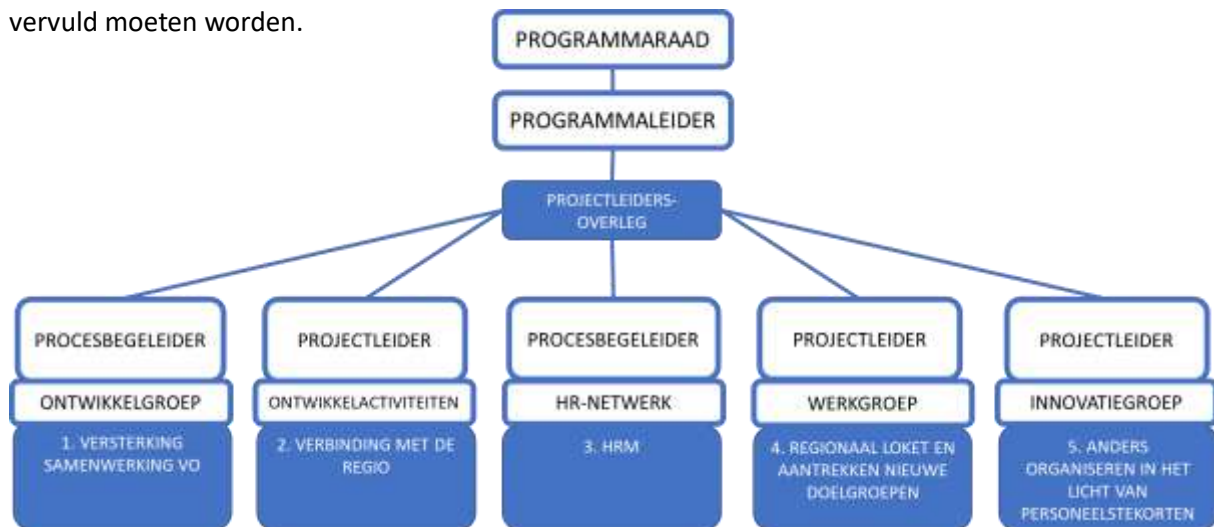 vervuld moeten worden.
PROGRAMMARAAD
PROGRAMMALEIDER
PROJECTLEIDERS-
OVERLEG
PROCESBEGELEIDER
ONTWIKKELGROEP
1. VERSTERKING
SAMENWERKING VO
PROJECTLEIDER
ONTWIKKELACTIVITEITEN
2. VERBINDING MET DE
REGIO
PROCESBEGELEIDER
HR-NETWERK
3. HRM
PROJECTLEIDER
WERKGROEP
4. REGIONAAL LOKET EN
AANTREKKEN NIEUWE
DOELGROEPEN
PROJECTLEIDER
INNOVATIEGROEP
5. ANDERS
ORGANISEREN IN HET
LICHT VAN
PERSONEELSTEKORTEN